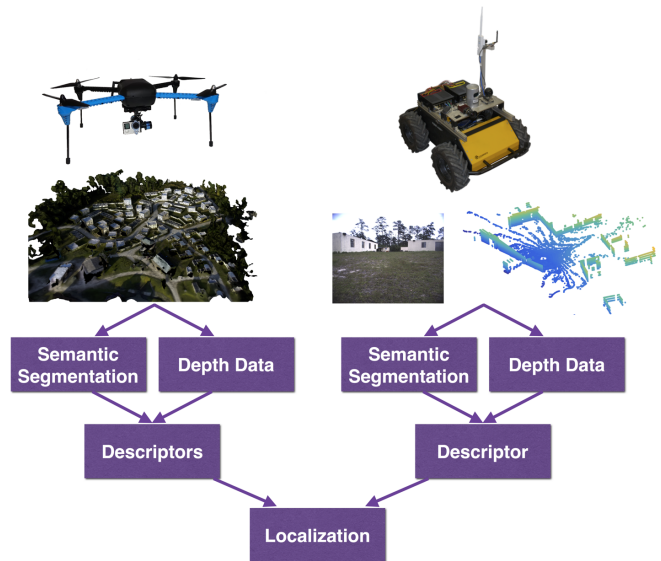 Semantic
Segmentation
Depth Data
Semantic
Segmentation
Depth Data
Descriptors
Descriptor
Localization